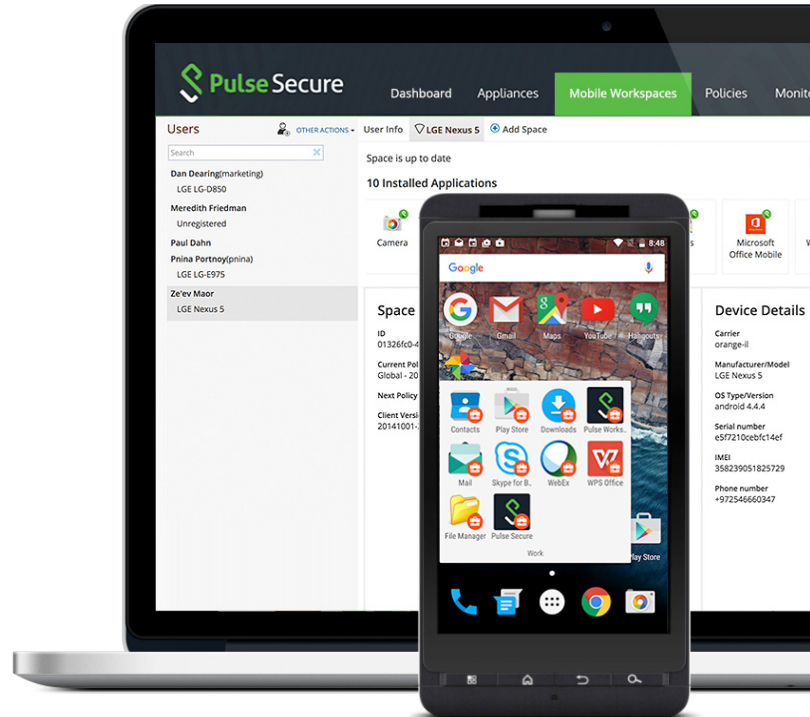 Pulse Secure
Dashboard Appliances Mobile Workspaces Policies
Users
OTHER ACTIONS
User Info LGE Nexus 5 Add Space
Search
Space is up to date
Dan Dearing(marketing)
LGE LG-D850
10 Installed Applications
Meredith Friedman
Unregistered
Paul Dahn
Pnina Portnoy(pnina)
LGE LG-E975
Ze'ev Maor
LGE Nexus 5
Camera
Microsoft
Office Mobile
Space
ID
01326fc0-4
Current Pol
Global - 20
Next Policy
Client Versi
20141001-
8:48
Google
Google Gmail Maps YouTube Hangouts
Contacts Play Store Downloads Pulse Works..
Mail Skype for B.. WebEx WPS Office
File Manager Pulse Secure
Work
Play Store
Device Details
Carrier
orange-il
Manufacturer/Model
LGE Nexus 5
OS Type/Version
android 4.4.4
Serial number
e5f7210cebfc14ef
IMEI
358239051825729
Phone number
+972546660347